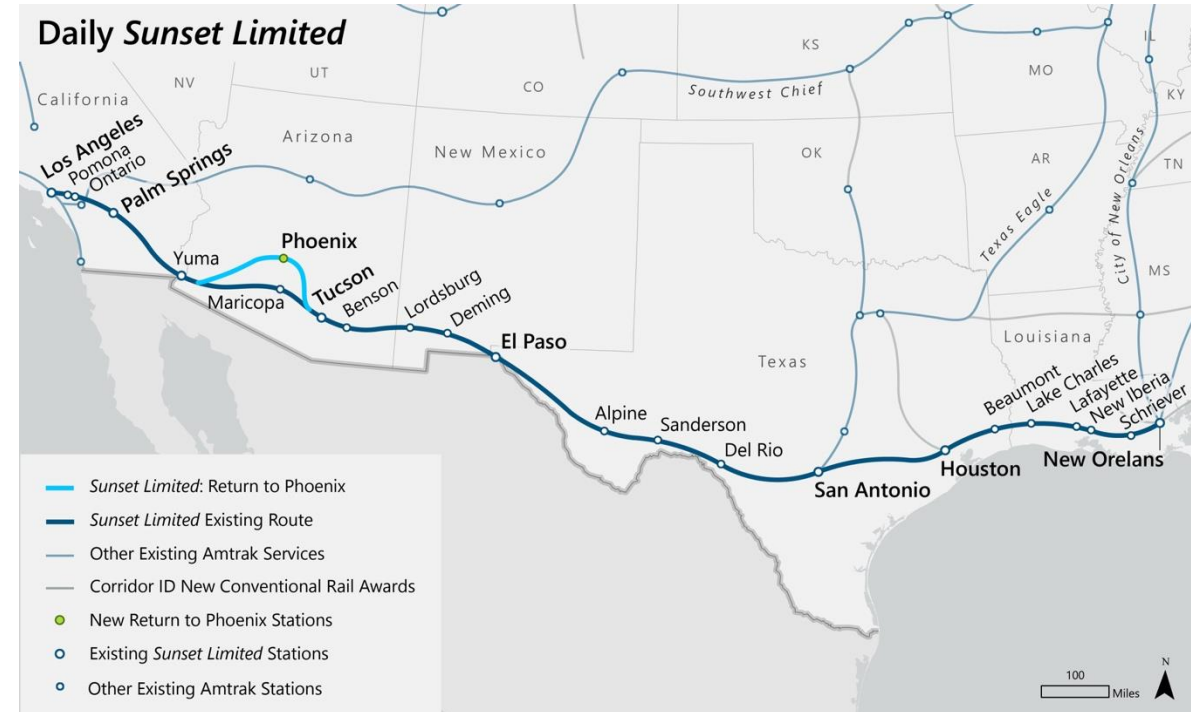 Daily Sunset Limited
NV
UT
CO
KS
MO
IL
KY
TN
California
Arizona
New Mexico
OK
AR
MS
Texas
Louisiana
Southwest Chief
Texas Eagle
City of New Orleans
Los Angeles
Pomona
Ontario
Palm Springs
Yuma
Phoenix
Maricopa
Tucson
Benson
Lordsburg
Deming
El Paso
Alpine
Sanderson
Del Rio
San Antonio
Houston
Beaumont
Lake Charles
Lafayette
New Iberia
Schriever
New Orelans
Sunset Limited: Return to Phoenix
Sunset Limited Existing Route
Other Existing Amtrak Services
Corridor ID New Conventional Rail Awards
New Return to Phoenix Stations
Existing Sunset Limited Stations
Other Existing Amtrak Stations
100
Miles
N